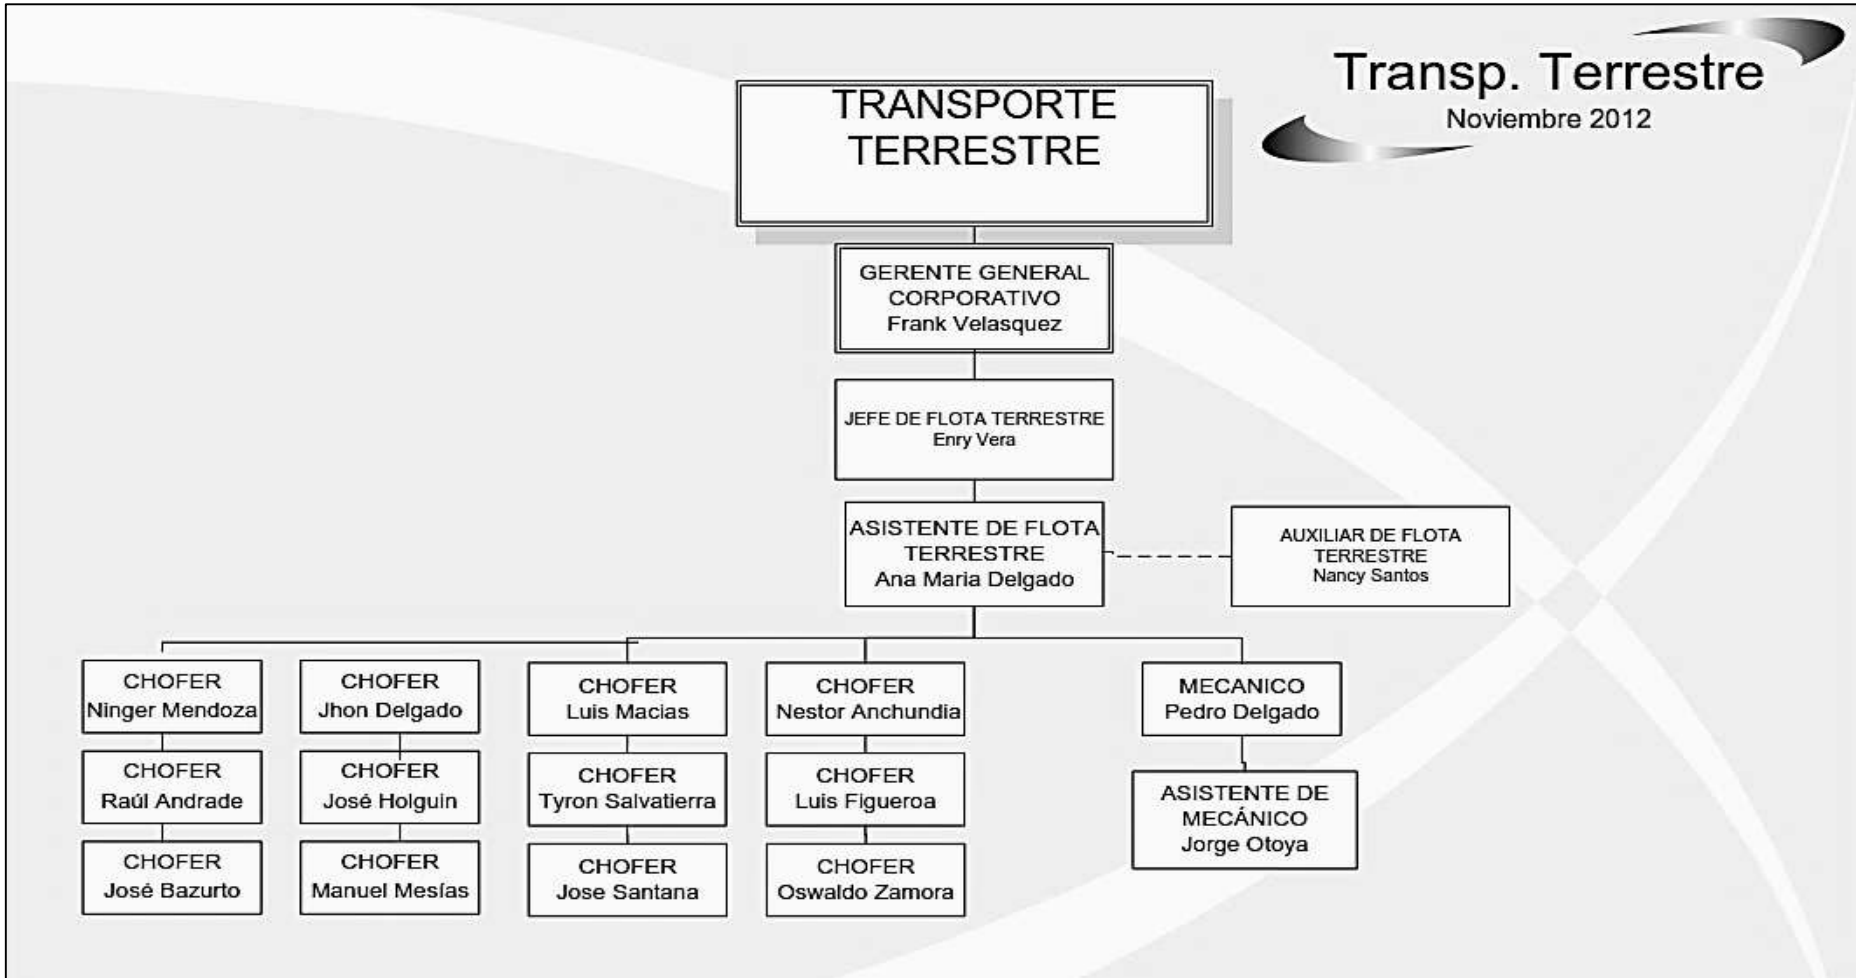 Transp. Terrestre
Noviembre 2012
TRANSPORTE
TERRESTRE
GERENTE GENERAL
CORPORATIVO
Frank Velasquez
JEFE DE FLOTA TERRESTRE
Enry Vera
ASISTENTE DE FLOTA
TERRESTRE
Ana Maria Delgado
AUXILIAR DE FLOTA
TERRESTRE
Nancy Santos
CHOFER
Ninger Mendoza
CHOFER
Jhon Delgado
CHOFER
Luis Macias
CHOFER
Nestor Anchundia
MECANICO
Pedro Delgado
CHOFER
Raúl Andrade
CHOFER
José Holguin
CHOFER
Tyron Salvatierra
CHOFER
Luis Figueroa
ASISTENTE DE
MECÁNICO
Jorge Otoya
CHOFER
José Bazurto
CHOFER
Manuel Mesías
CHOFER
Jose Santana
CHOFER
Oswaldo Zamora